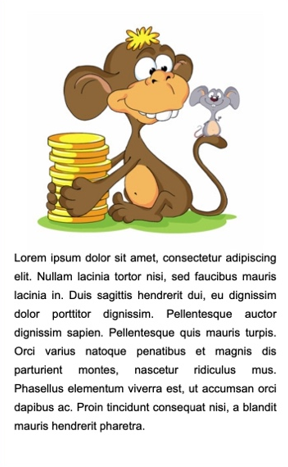 Lorem ipsum dolor sit amet, consectetur adipiscing
elit. Nullam lacinia tortor nisi, sed faucibus mauris
lacinia in. Duis sagittis hendrerit dui, eu dignissim
dolor porttitor dignissim. Pellentesque auctor
dignissim sapien. Pellentesque quis mauris turpis.
Orci varius natoque penatibus et magnis dis
parturient montes, nascetur ridiculus mus.
Phasellus elementum viverra est, ut accumsan orci
dapibus ac. Proin tincidunt consequat nisi, a blandit
mauris hendrerit pharetra.